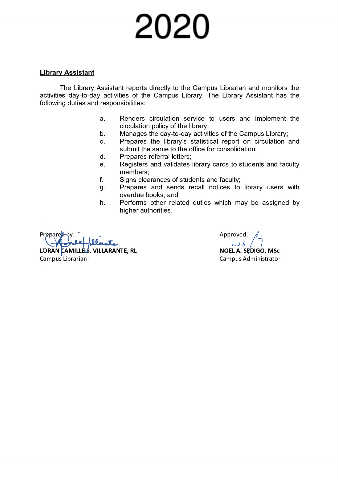 2020
Library Assistant
The Library Assistant reports directly to the Campus Librarian and monitors the
activities day-to-day activities of the Campus Library. The Library Assistant has the
following duties and responsibilities:
a. Renders circulation service to users and implement the
circulation policy of the library;
b. Manages the day-to-day activities of the Campus Library;
c. Prepares the library's statistical report on circulation and
submit the same to the office for consolidation;
d. Prepares referral letters;
e. Registers and validates library cards to students and faculty
members;
f. Signs clearances of students and faculty;
g. Prepares and sends recall notices to library users with
overdue books; and
h. Performs other related duties which may be assigned by
higher authorities.
Prepared by: Approved:
LORAN CAMILLE S. VILLARANTE, RL NOEL A. SEDIGO, MSc
Campus Librarian Campus Administrator